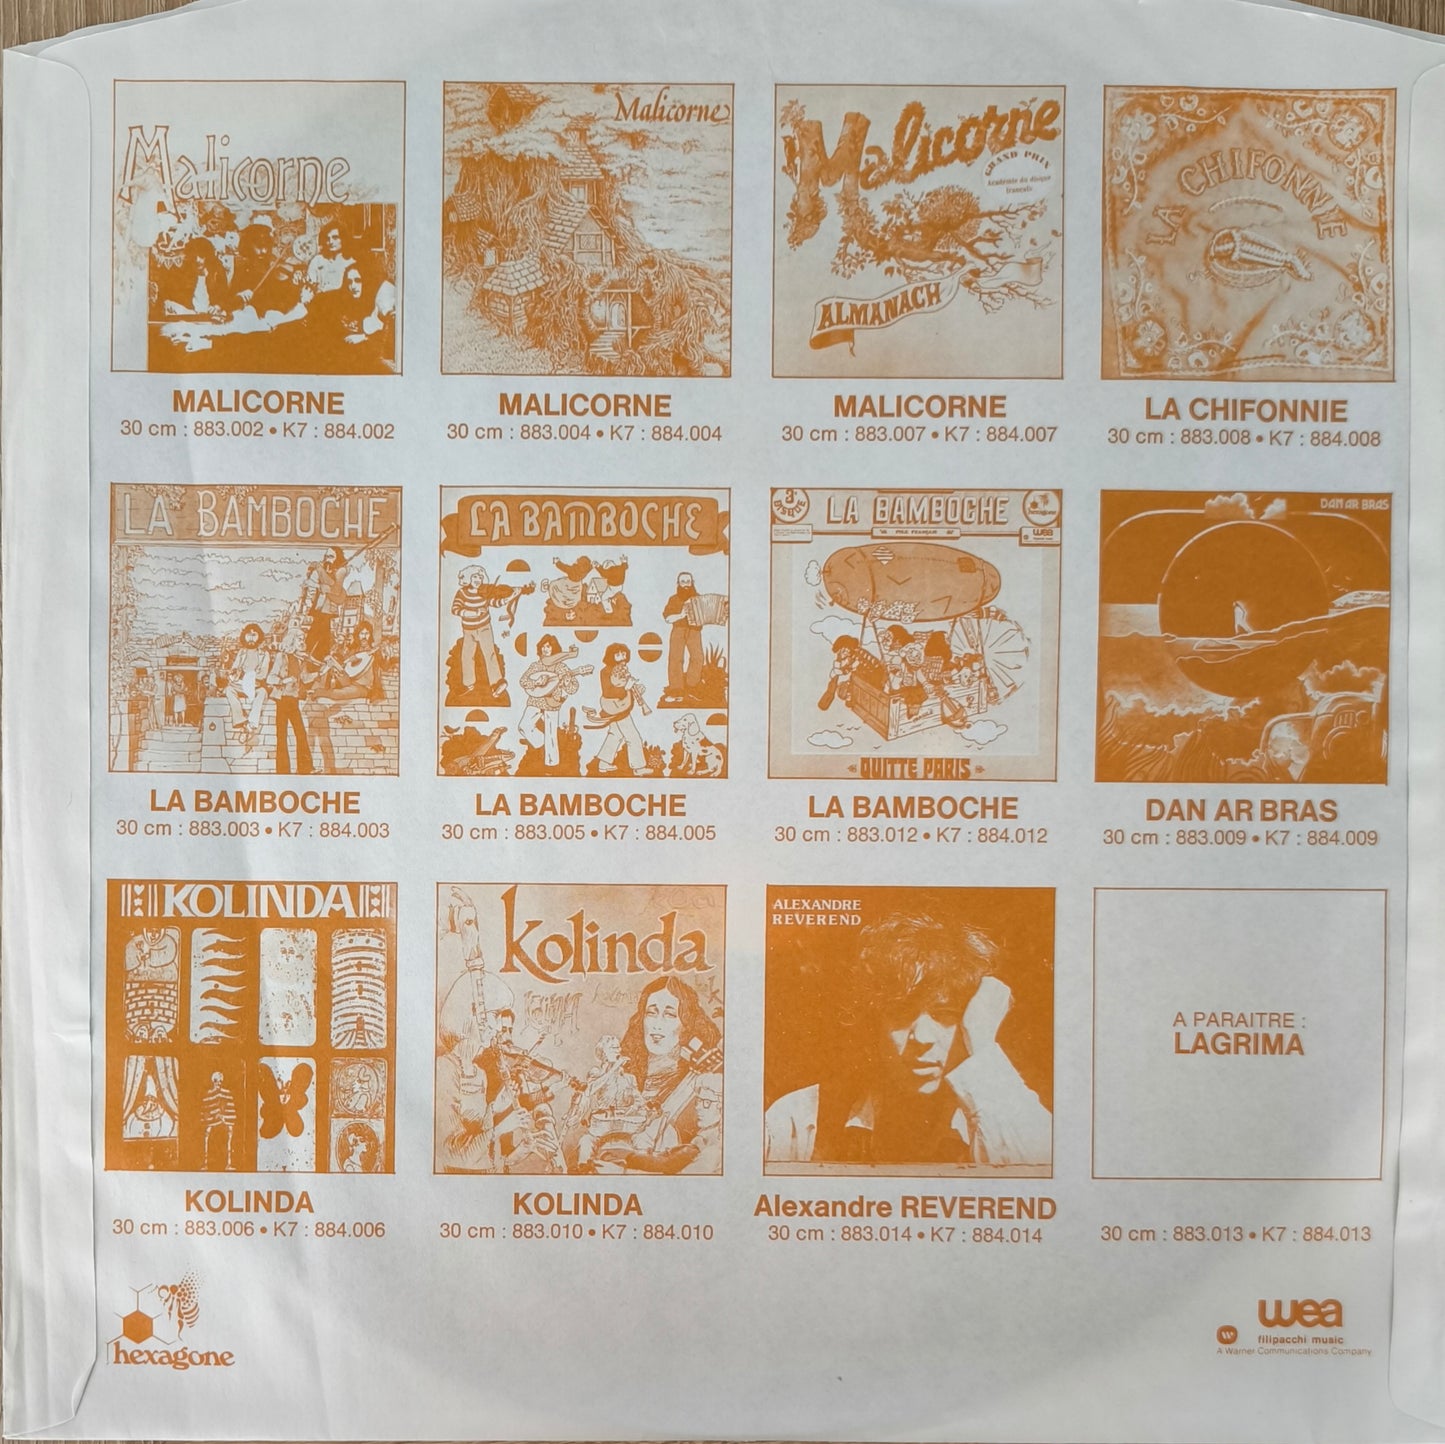 Malicorne
MALICORNE
30 cm : 883.002 • K7 : 884.002
Malicorne
MALICORNE
30 cm : 883.004 • K7 : 884.004
Malicorne
GRAND PRIX
Académie du disque
français
ALMANACH
MALICORNE
30 cm : 883.007 • K7 : 884.007
LA CHIFONNIE
LA CHIFONNIE
30 cm : 883.008 • K7 : 884.008
LA BAMBOCHE
LA BAMBOCHE
30 cm : 883.003 • K7 : 884.003
LA BAMBOCHE
LA BAMBOCHE
30 cm : 883.005 • K7 : 884.005
3e
DISQUE
LA BAMBOCHE
FOLK FRANÇAIS
hexagone
wea
QUITTE PARIS
LA BAMBOCHE
30 cm : 883.012 • K7 : 884.012
DAN AR BRAS
DAN AR BRAS
30 cm : 883.009 • K7 : 884.009
KOLINDA
KOLINDA
30 cm : 883.006 • K7 : 884.006
kolinda
KOLINDA
30 cm : 883.010 • K7 : 884.010
ALEXANDRE
REVEREND
Alexandre REVEREND
30 cm : 883.014 • K7 : 884.014
A PARAITRE :
LAGRIMA
30 cm : 883.013 • K7 : 884.013
hexagone
wea
filipacchi music
A Warner Communications Company